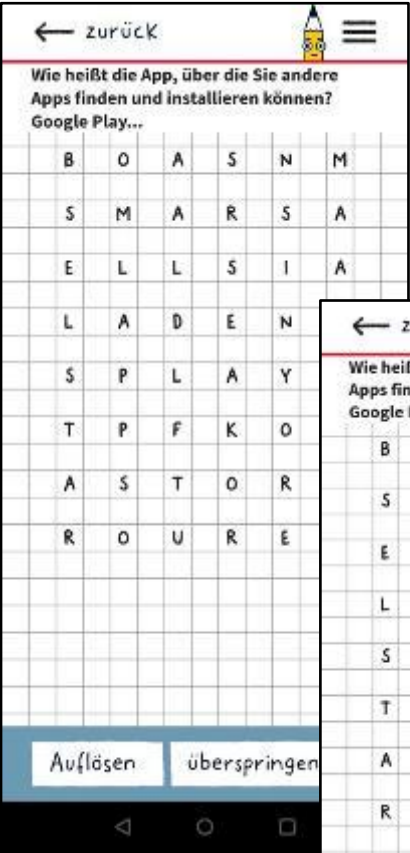 ← zurück
Wie heißt die App, über die Sie andere
Apps finden und installieren können?
Google Play...
B O A S N M
S M A R S A
E L L S I A
L A D E N
S P L A Y
T P F K O
A S T O R
R O U R E
Auflösen überspringen
← z
Wie heiß
Apps fin
Google
B
S
E
L
S
T
A
R